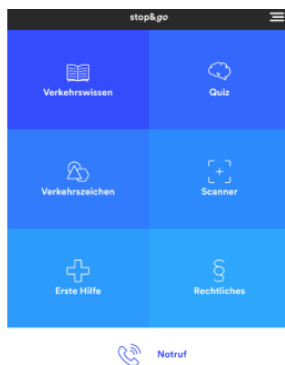 stop&go
Verkehrswissen
Quiz
Verkehrszeichen
Scanner
Erste Hilfe
Rechtliches
Notruf